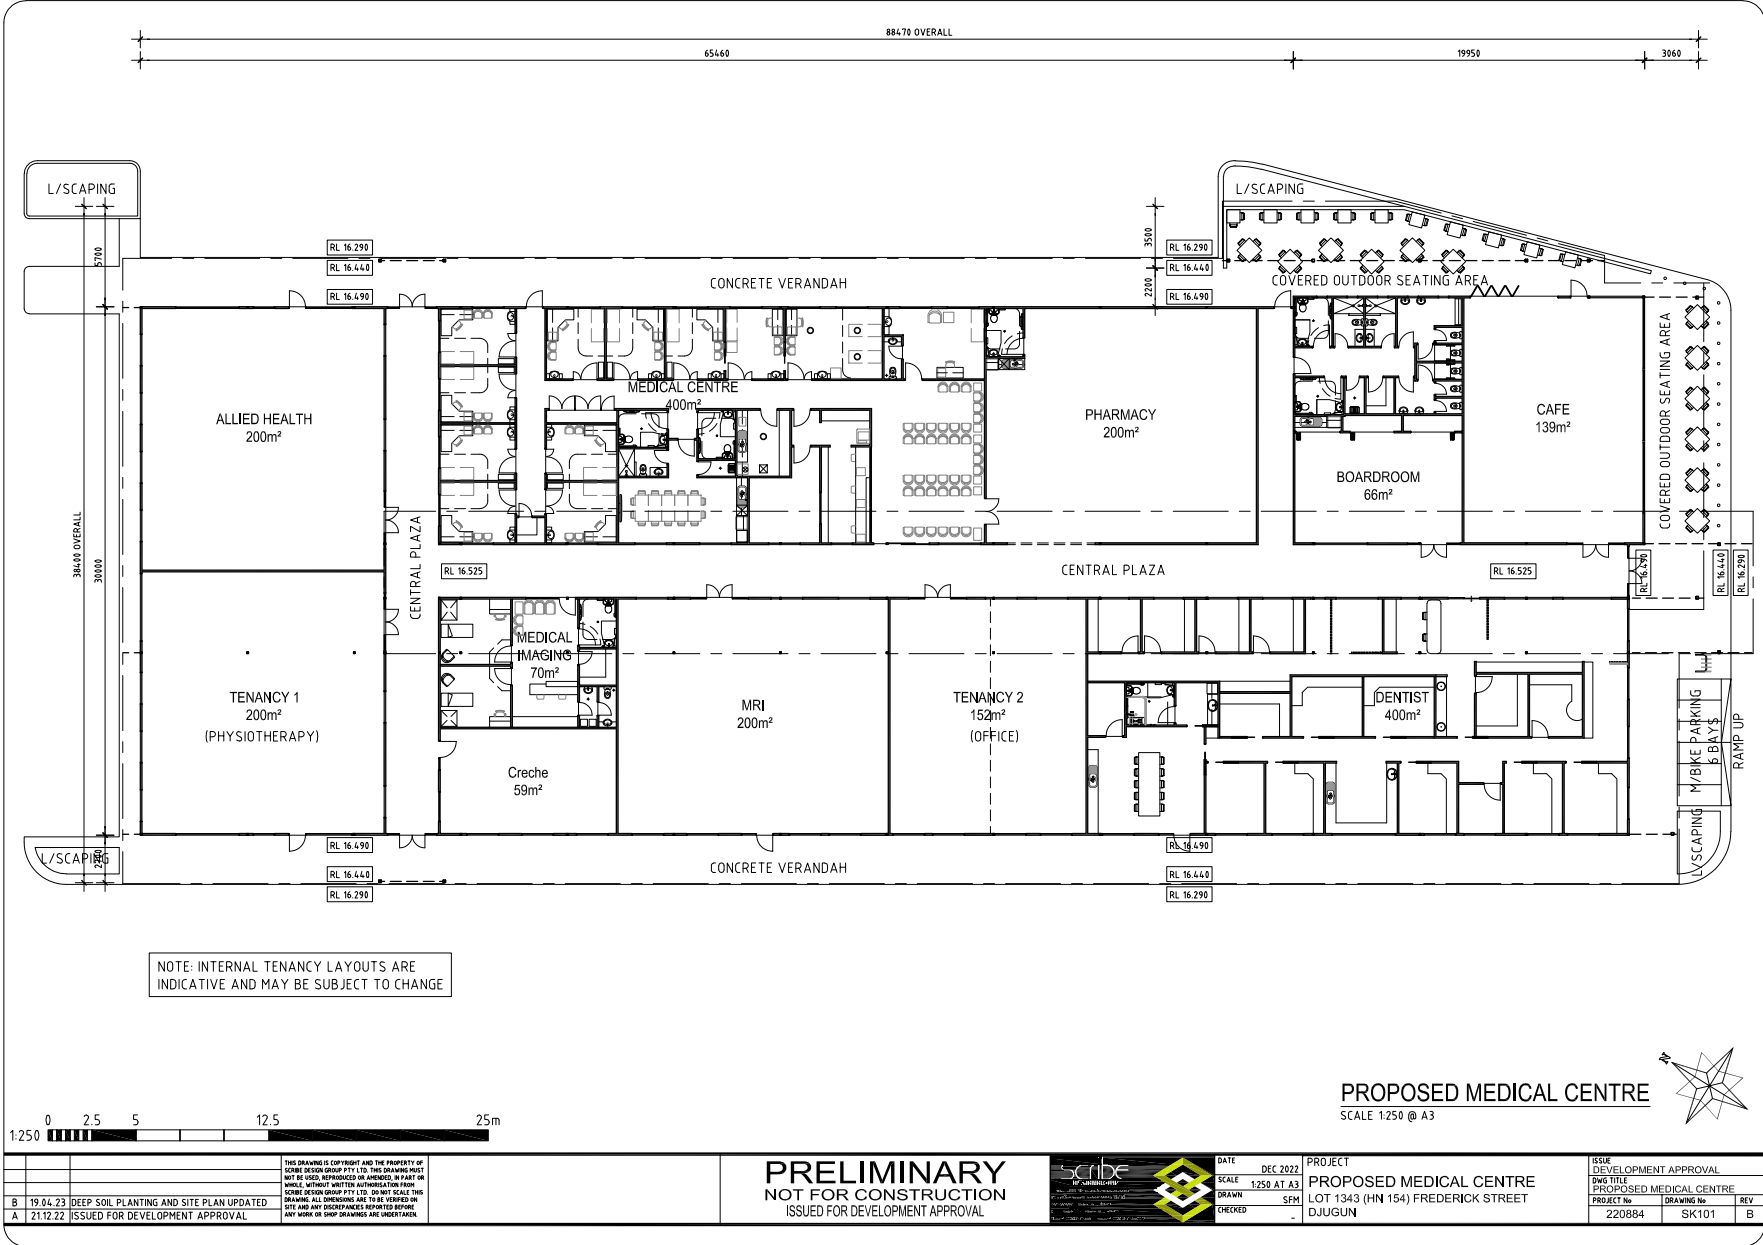 88470 OVERALL
65460
19950
3060
L/SCAPING
L/SCAPING
5700
3500
2200
RL 16.290
RL 16.440
RL 16.490
RL 16.290
RL 16.440
RL 16.490
CONCRETE VERANDAH
COVERED OUTDOOR SEATING AREA
COVERED OUTDOOR SEATING AREA
ALLIED HEALTH
200m²
MEDICAL CENTRE
400m²
PHARMACY
200m²
CAFE
139m²
BOARDROOM
66m²
38400 OVERALL
30000
CENTRAL PLAZA
RL 16.525
CENTRAL PLAZA
RL 16.525
RL 16.490
RL 16.440
RL 16.290
MEDICAL
IMAGING
70m²
TENANCY 1
200m²
(PHYSIOTHERAPY)
MRI
200m²
TENANCY 2
152m²
(OFFICE)
DENTIST
400m²
Creche
59m²
M/BIKE PARKING
6 BAYS
RAMP UP
L/SCAPING
L/SCAPING
RL 16.490
RL 16.440
RL 16.290
CONCRETE VERANDAH
RL 16.490
RL 16.440
RL 16.290
NOTE: INTERNAL TENANCY LAYOUTS ARE
INDICATIVE AND MAY BE SUBJECT TO CHANGE
N
PROPOSED MEDICAL CENTRE
SCALE 1:250 @ A3
0 2.5 5 12.5 25m
1:250
B 19.04.23 DEEP SOIL PLANTING AND SITE PLAN UPDATED
A 21.12.22 ISSUED FOR DEVELOPMENT APPROVAL
THIS DRAWING IS COPYRIGHT AND THE PROPERTY OF
SCRIBE DESIGN GROUP PTY LTD. THIS DRAWING MUST
NOT BE USED, REPRODUCED OR AMENDED, IN PART OR
WHOLE, WITHOUT WRITTEN AUTHORISATION FROM
SCRIBE DESIGN GROUP PTY LTD. DO NOT SCALE THIS
DRAWING. ALL DIMENSIONS ARE TO BE VERIFIED ON
SITE AND ANY DISCREPANCIES REPORTED BEFORE
ANY WORK OR SHOP DRAWINGS ARE UNDERTAKEN.
PRELIMINARY
NOT FOR CONSTRUCTION
ISSUED FOR DEVELOPMENT APPROVAL
scribe
DATE DEC 2022
SCALE 1:250 AT A3
DRAWN SFM
CHECKED -
PROJECT
PROPOSED MEDICAL CENTRE
LOT 1343 (HN 154) FREDERICK STREET
DJUGUN
ISSUE
DEVELOPMENT APPROVAL
DWG TITLE
PROPOSED MEDICAL CENTRE
PROJECT No DRAWING No REV
220884 SK101 B